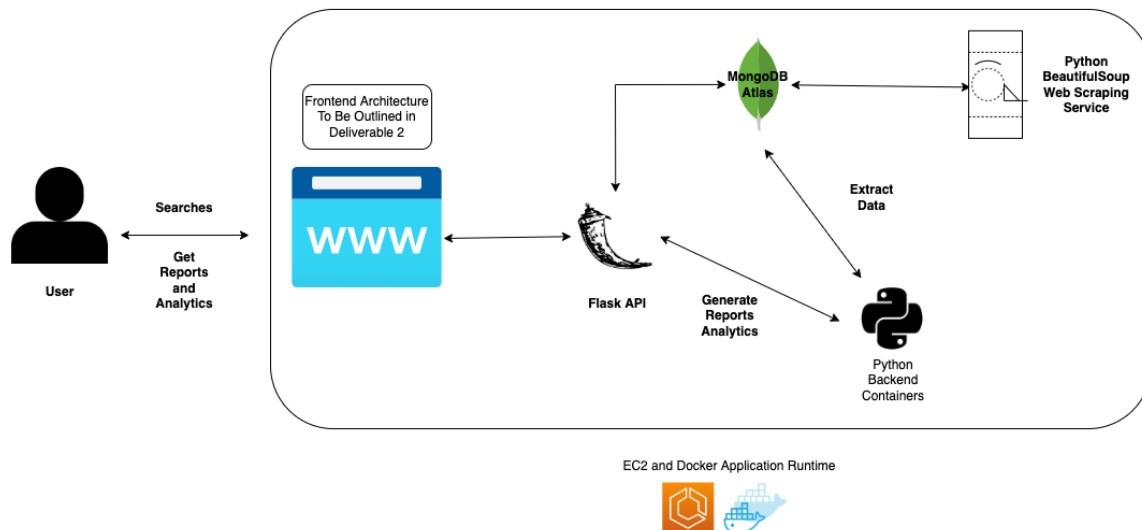 Frontend Architecture
To Be Outlined in
Deliverable 2
www
Searches
Get
Reports
and
Analytics
User
MongoDB
Atlas
Python
BeautifulSoup
Web Scraping
Service
Extract
Data
Flask API
Generate
Reports
Analytics
Python
Backend
Containers
EC2 and Docker Application Runtime